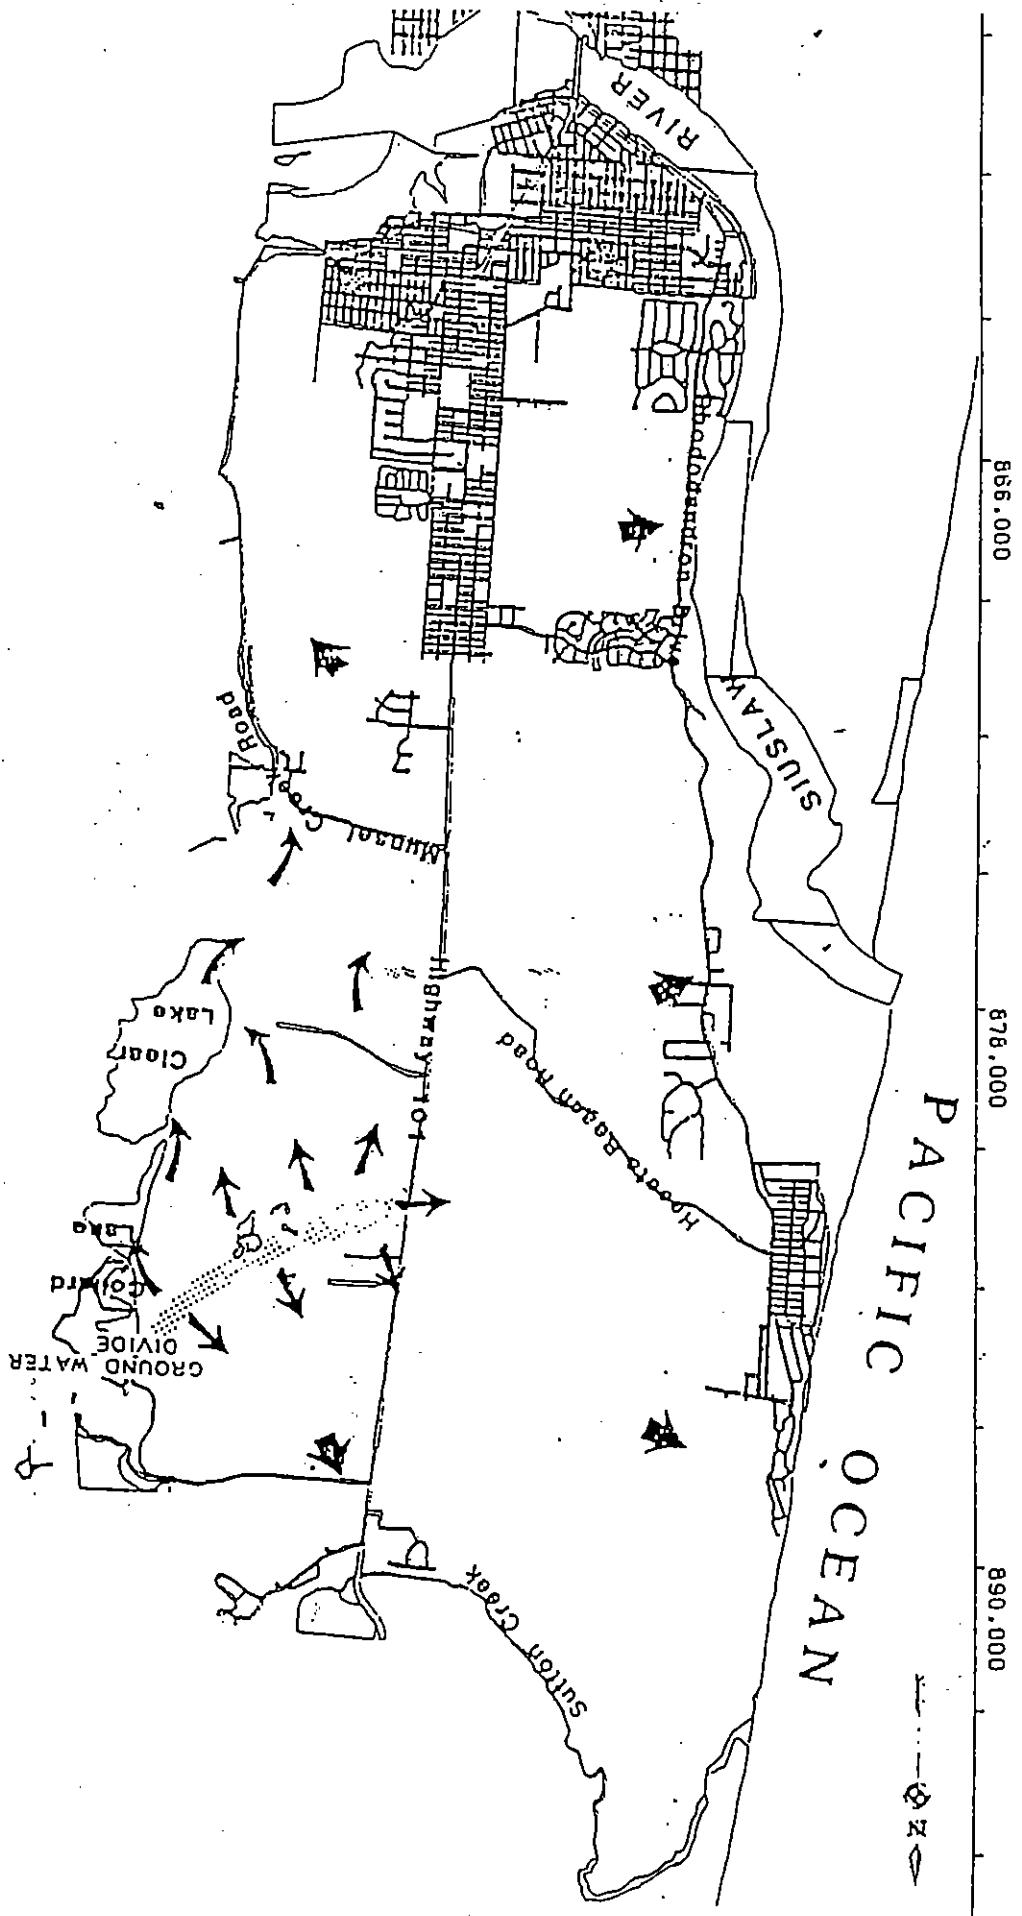 RIVER
866,000
Rhododendron
SIUSLAW
Road
Creek
Munsel
Lake
Clear
Highway 101
Heceta Beach Road
878,000
PACIFIC
OCEAN
Lake
Collard
GROUND WATER
DIVIDE
Sutton Creek
890,000
N